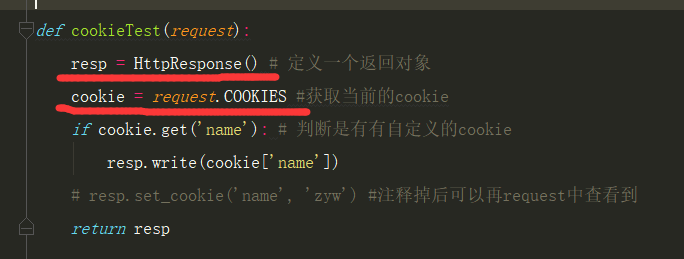 def cookieTest(request):
resp = HttpResponse() # 定义一个返回对象
cookie = request.COOKIES #获取当前的cookie
if cookie.get('name'): # 判断是有有自定义的cookie
resp.write(cookie['name'])
# resp.set_cookie('name', 'zyw') #注释掉后可以再request中查看到
return resp